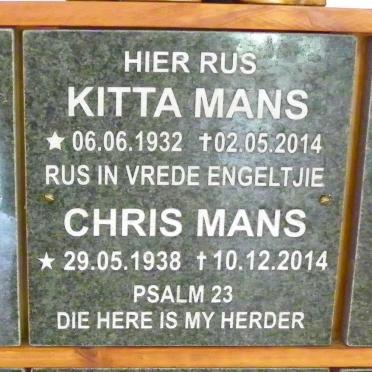 HIER RUS
KITTA MANS
★ 06.06.1932 ✝ 02.05.2014
RUS IN VREDE ENGELTJIE
CHRIS MANS
★ 29.05.1938 ✝ 10.12.2014
PSALM 23
DIE HERE IS MY HERDER